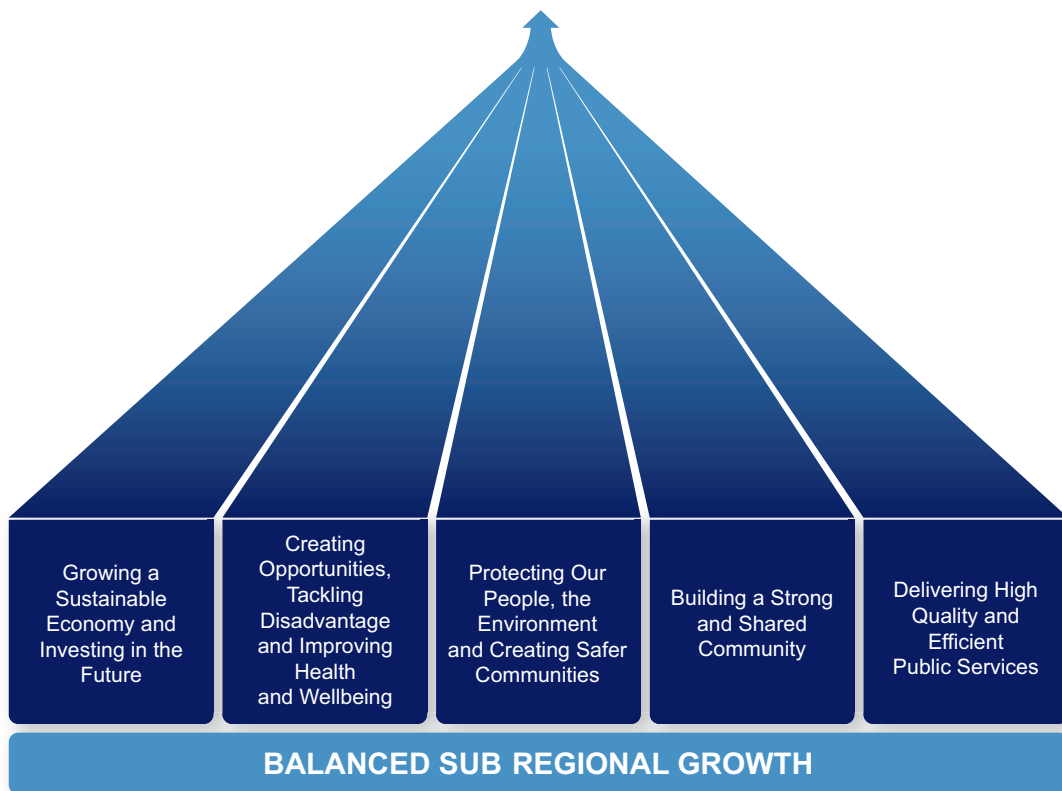 Growing a
Sustainable
Economy and
Investing in the
Future
Creating
Opportunities,
Tackling
Disadvantage
and Improving
Health
and Wellbeing
Protecting Our
People, the
Environment
and Creating Safer
Communities
Building a Strong
and Shared
Community
Delivering High
Quality and
Efficient
Public Services
BALANCED SUB REGIONAL GROWTH